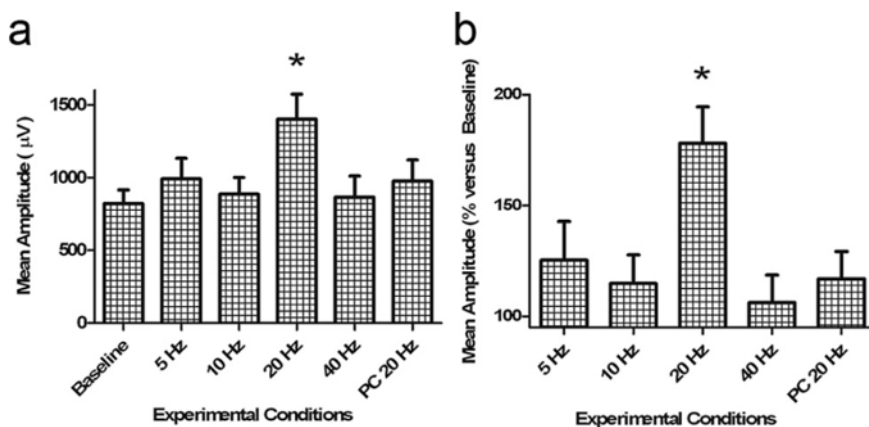 a
Mean Amplitude ( μV)
1500
1000
500
0
*
Baseline
5 Hz
10 Hz
20 Hz
40 Hz
PC 20 Hz
Experimental Conditions
b
Mean Amplitude (% versus Baseline)
200
150
100
*
5 Hz
10 Hz
20 Hz
40 Hz
PC 20 Hz
Experimental Conditions